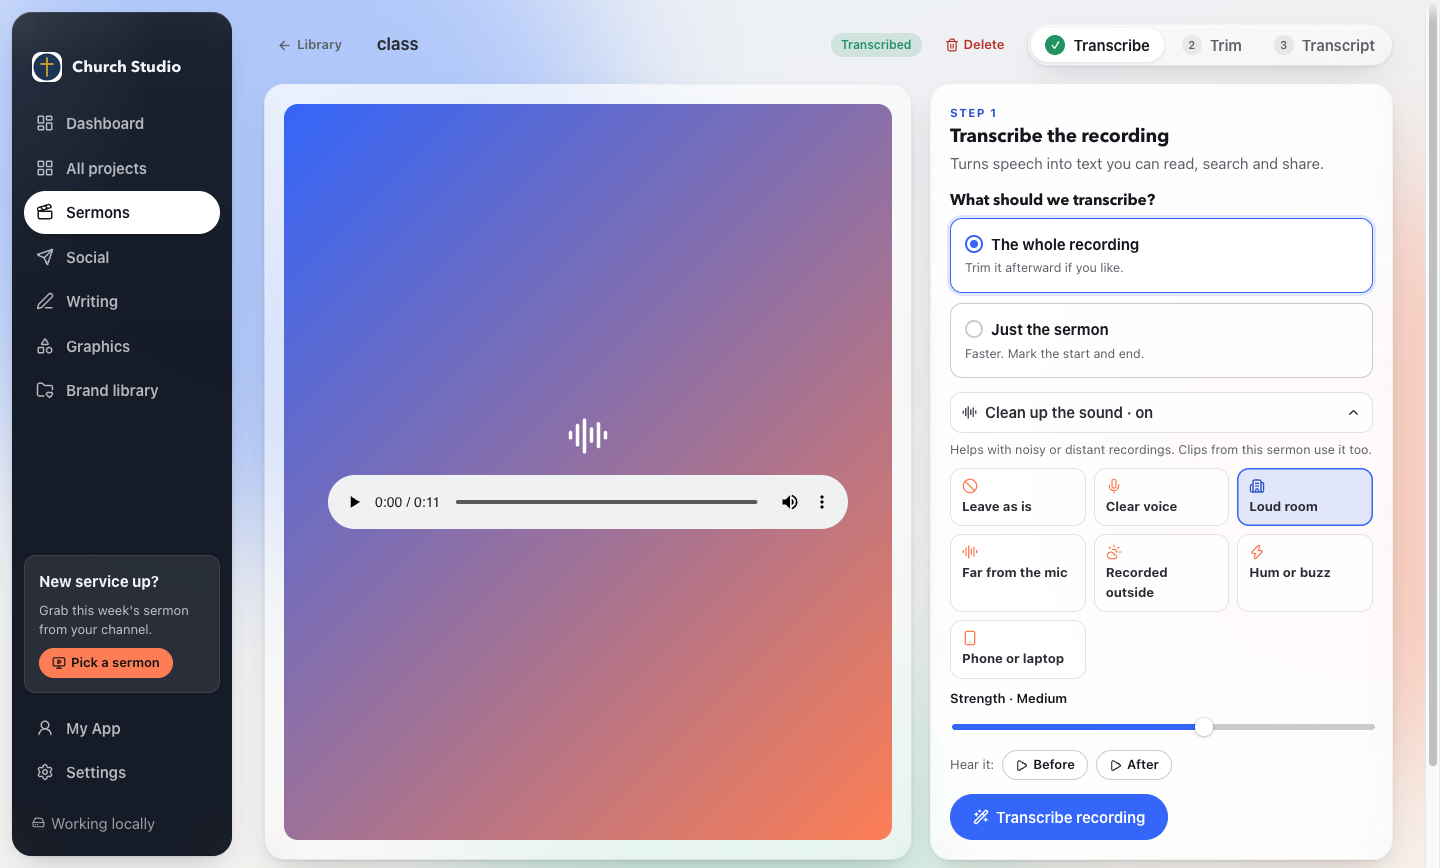 Church Studio
Dashboard
All projects
Sermons
Social
Writing
Graphics
Brand library
New service up?
Grab this week's sermon
from your channel.
Pick a sermon
My App
Settings
Working locally
Library
class
Transcribed
Delete
Transcribe
2 Trim
3 Transcript
0:00 / 0:11
STEP 1
Transcribe the recording
Turns speech into text you can read, search and share.
What should we transcribe?
The whole recording
Trim it afterward if you like.
Just the sermon
Faster. Mark the start and end.
Clean up the sound · on
Helps with noisy or distant recordings. Clips from this sermon use it too.
Leave as is
Clear voice
Loud room
Far from the mic
Recorded
outside
Hum or buzz
Phone or laptop
Strength · Medium
Hear it:
Before
After
Transcribe recording